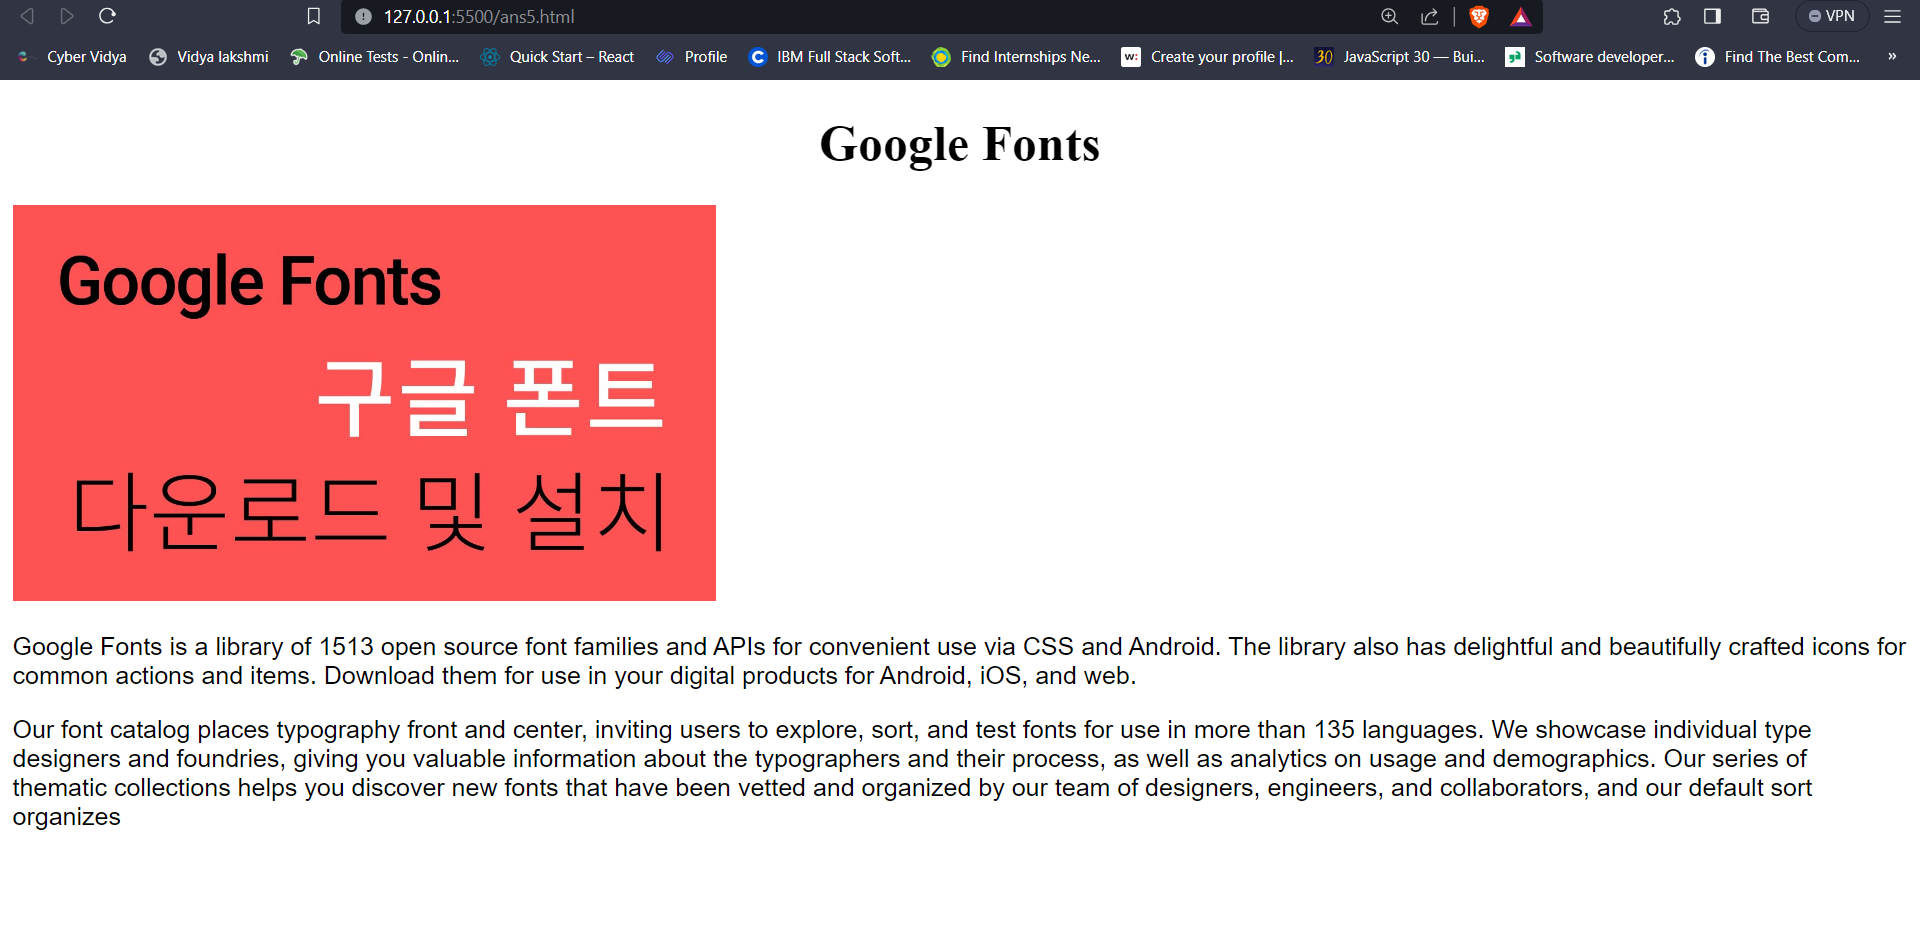 127.0.0.1:5500/ans5.html
VPN
Cyber Vidya
Vidya lakshmi
Online Tests - Onlin...
Quick Start – React
Profile
IBM Full Stack Soft...
Find Internships Ne...
w:
Create your profile |...
30
JavaScript 30 — Bui...
Software developer...
Find The Best Com...
»
Google Fonts
Google Fonts
구글 폰트
다운로드 및 설치
Google Fonts is a library of 1513 open source font families and APIs for convenient use via CSS and Android. The library also has delightful and beautifully crafted icons for
common actions and items. Download them for use in your digital products for Android, iOS, and web.
Our font catalog places typography front and center, inviting users to explore, sort, and test fonts for use in more than 135 languages. We showcase individual type
designers and foundries, giving you valuable information about the typographers and their process, as well as analytics on usage and demographics. Our series of
thematic collections helps you discover new fonts that have been vetted and organized by our team of designers, engineers, and collaborators, and our default sort
organizes